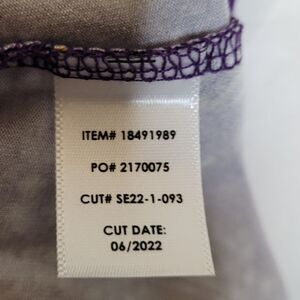 ITEM# 18491989
PO# 2170075
CUT# SE22-1-093
CUT DATE:
06/2022